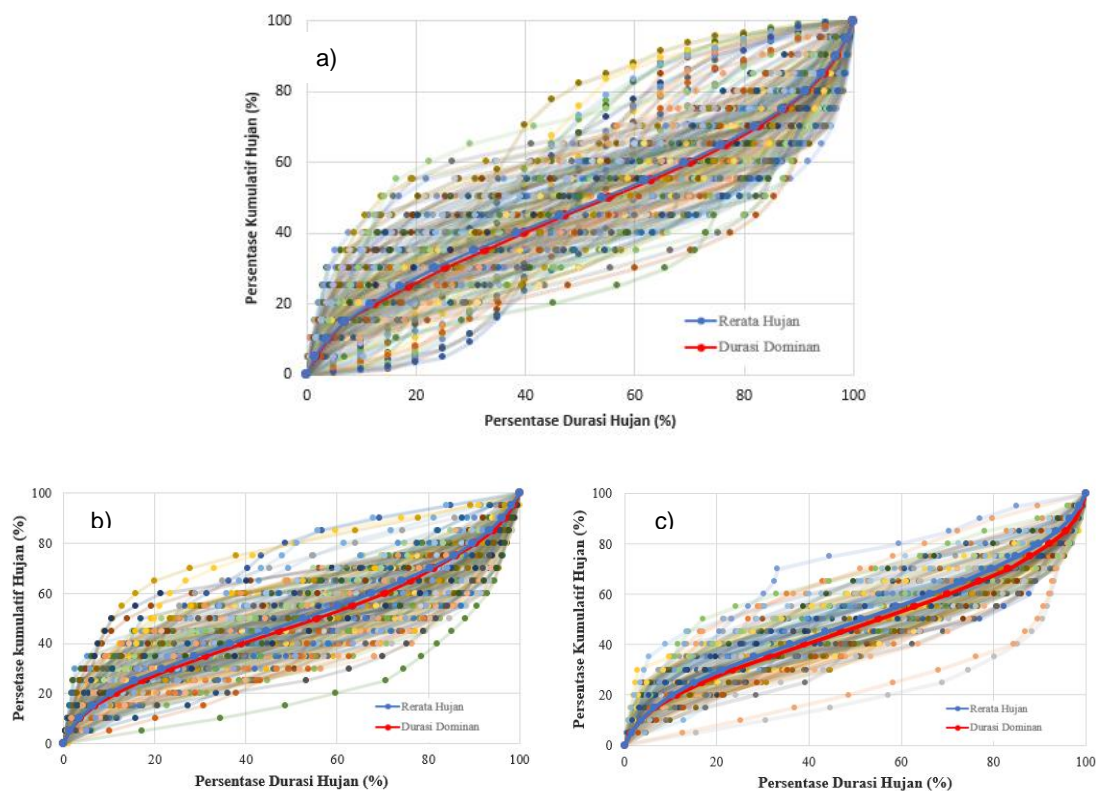 a)
Persentase Kumulatif Hujan (%)
100
80
60
40
20
0
Rerata Hujan
Durasi Dominan
0 20 40 60 80 100
Persentase Durasi Hujan (%)
b)
Persetase kumulatif Hujan (%)
100
80
60
40
20
0
Rerata Hujan
Durasi Dominan
0 20 40 60 80 100
Persentase Durasi Hujan (%)
c)
Pesentase Kumulatif Hujan (%)
100
80
60
40
20
0
Rerata Hujan
Durasi Dominan
0 20 40 60 80 100
Persentase Durasi Hujan (%)